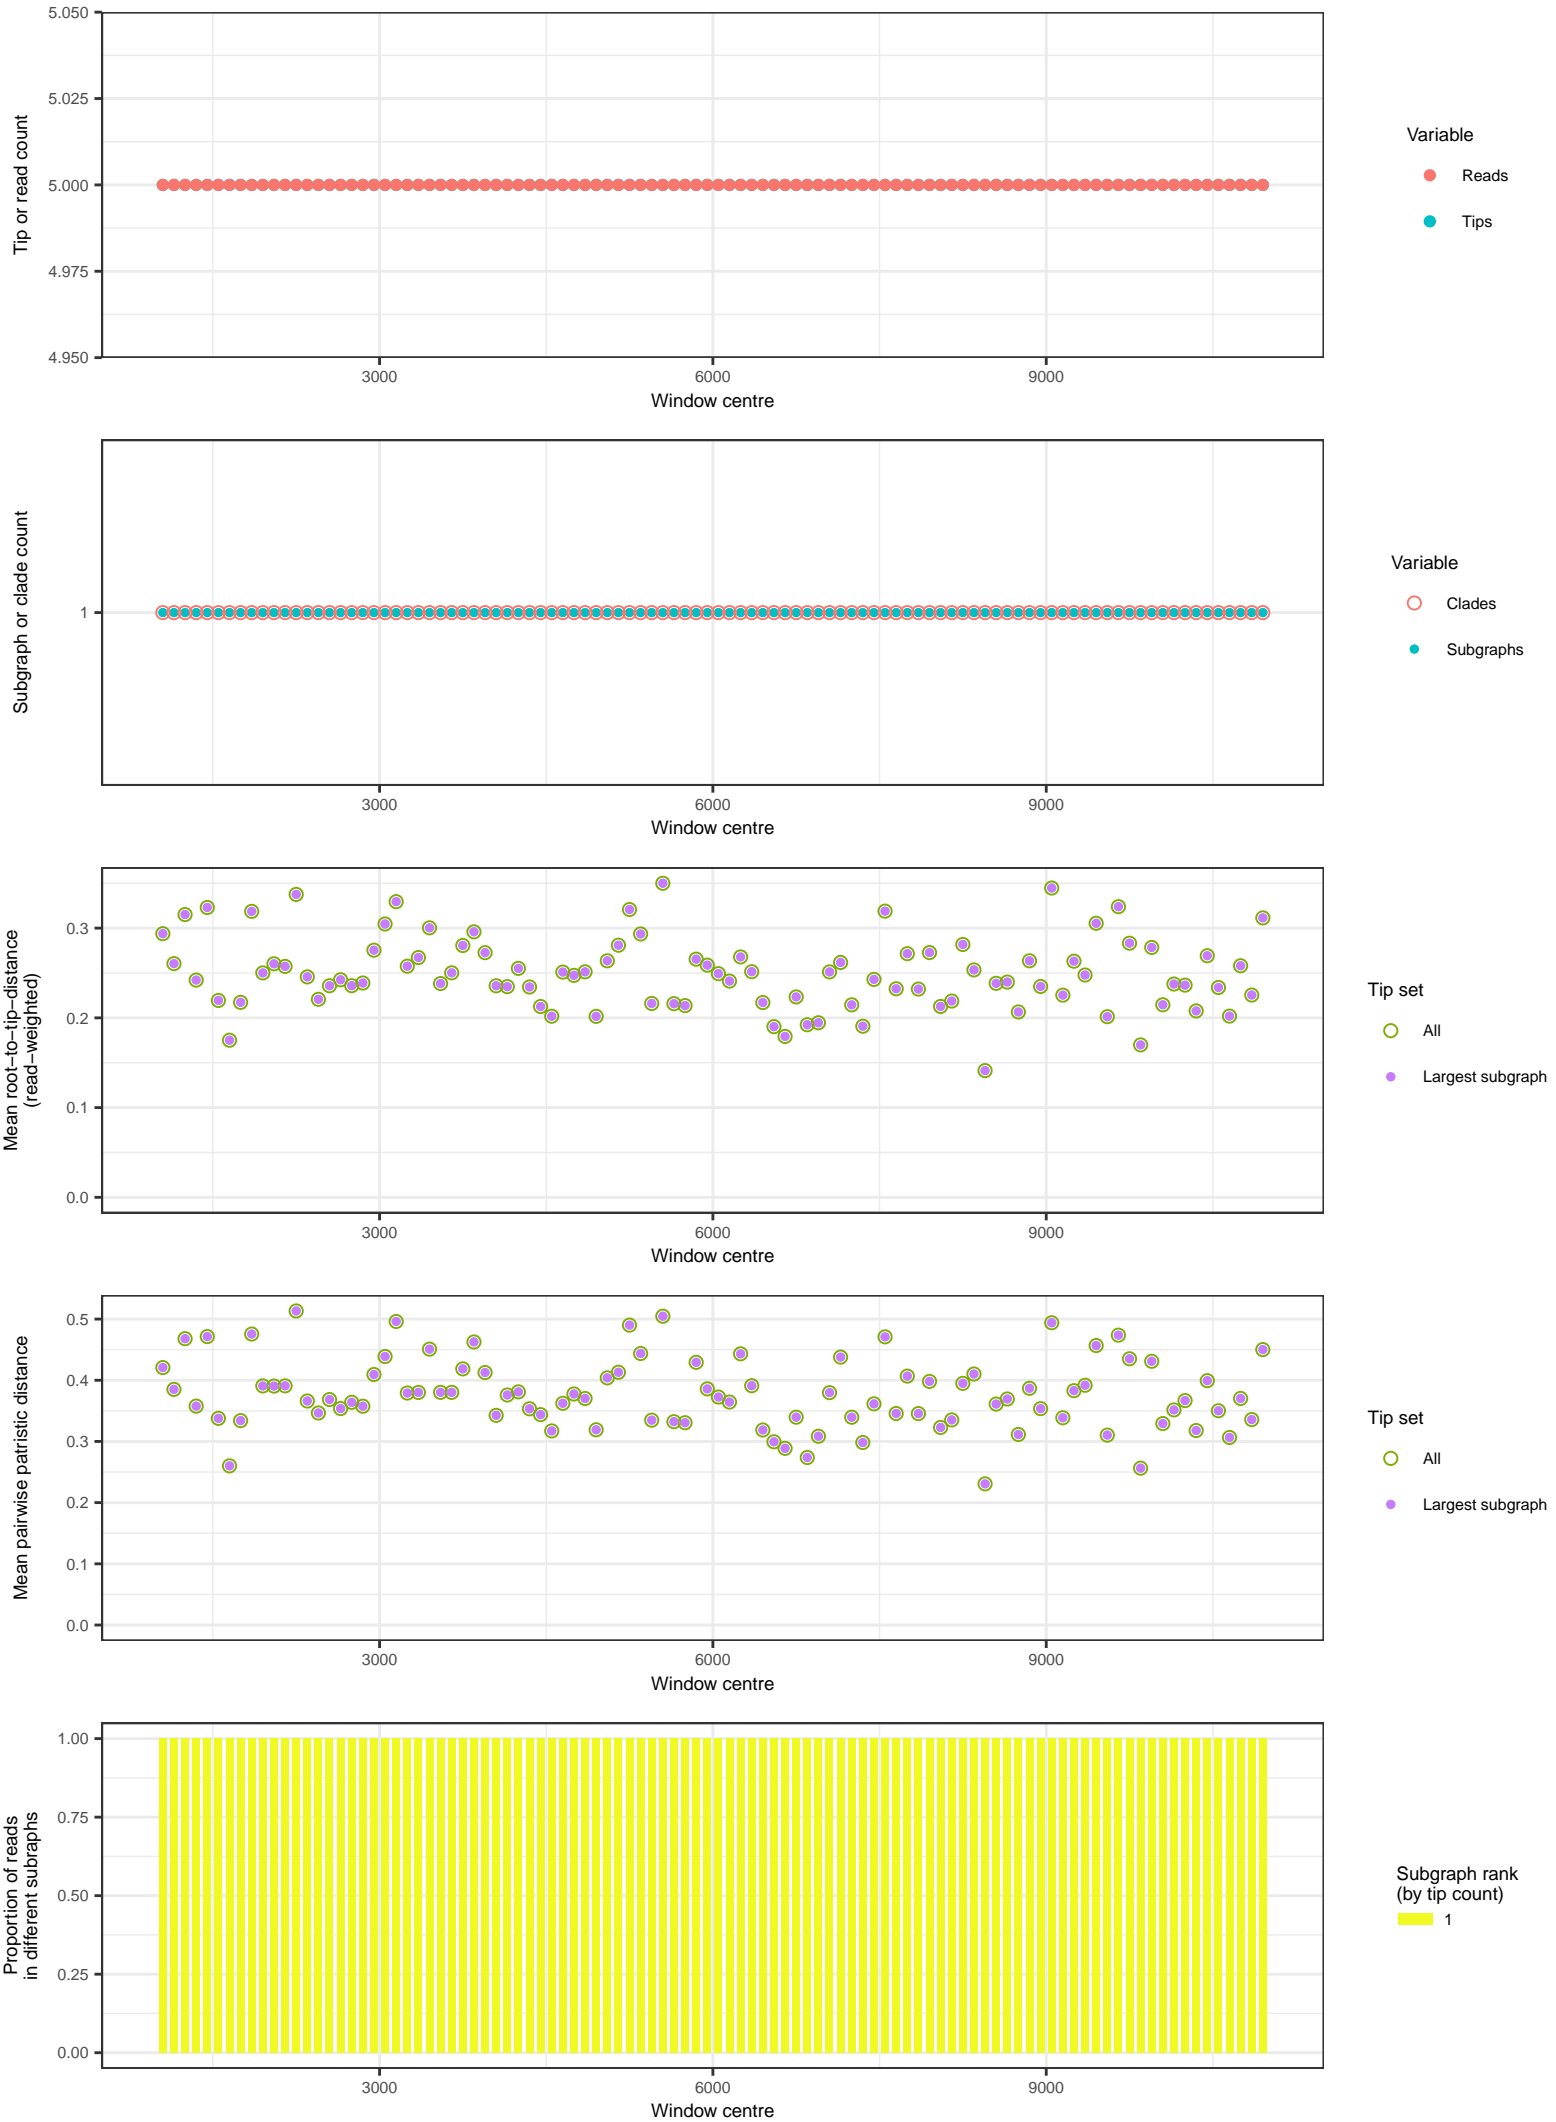 5.050
5.025
5.000
4.975
4.950
Tip or read count
3000
6000
9000
Window centre
Variable
Reads
Tips
1
Subgraph or clade count
3000
6000
9000
Window centre
Variable
Clades
Subgraphs
0.3
0.2
0.1
0.0
Mean root−to−tip−distance
(read−weighted)
3000
6000
9000
Window centre
Tip set
All
Largest subgraph
0.5
0.4
0.3
0.2
0.1
0.0
Mean pairwise patristic distance
3000
6000
9000
Window centre
Tip set
All
Largest subgraph
1.00
0.75
0.50
0.25
0.00
Proportion of reads
in different subraphs
3000
6000
9000
Window centre
Subgraph rank
(by tip count)
1